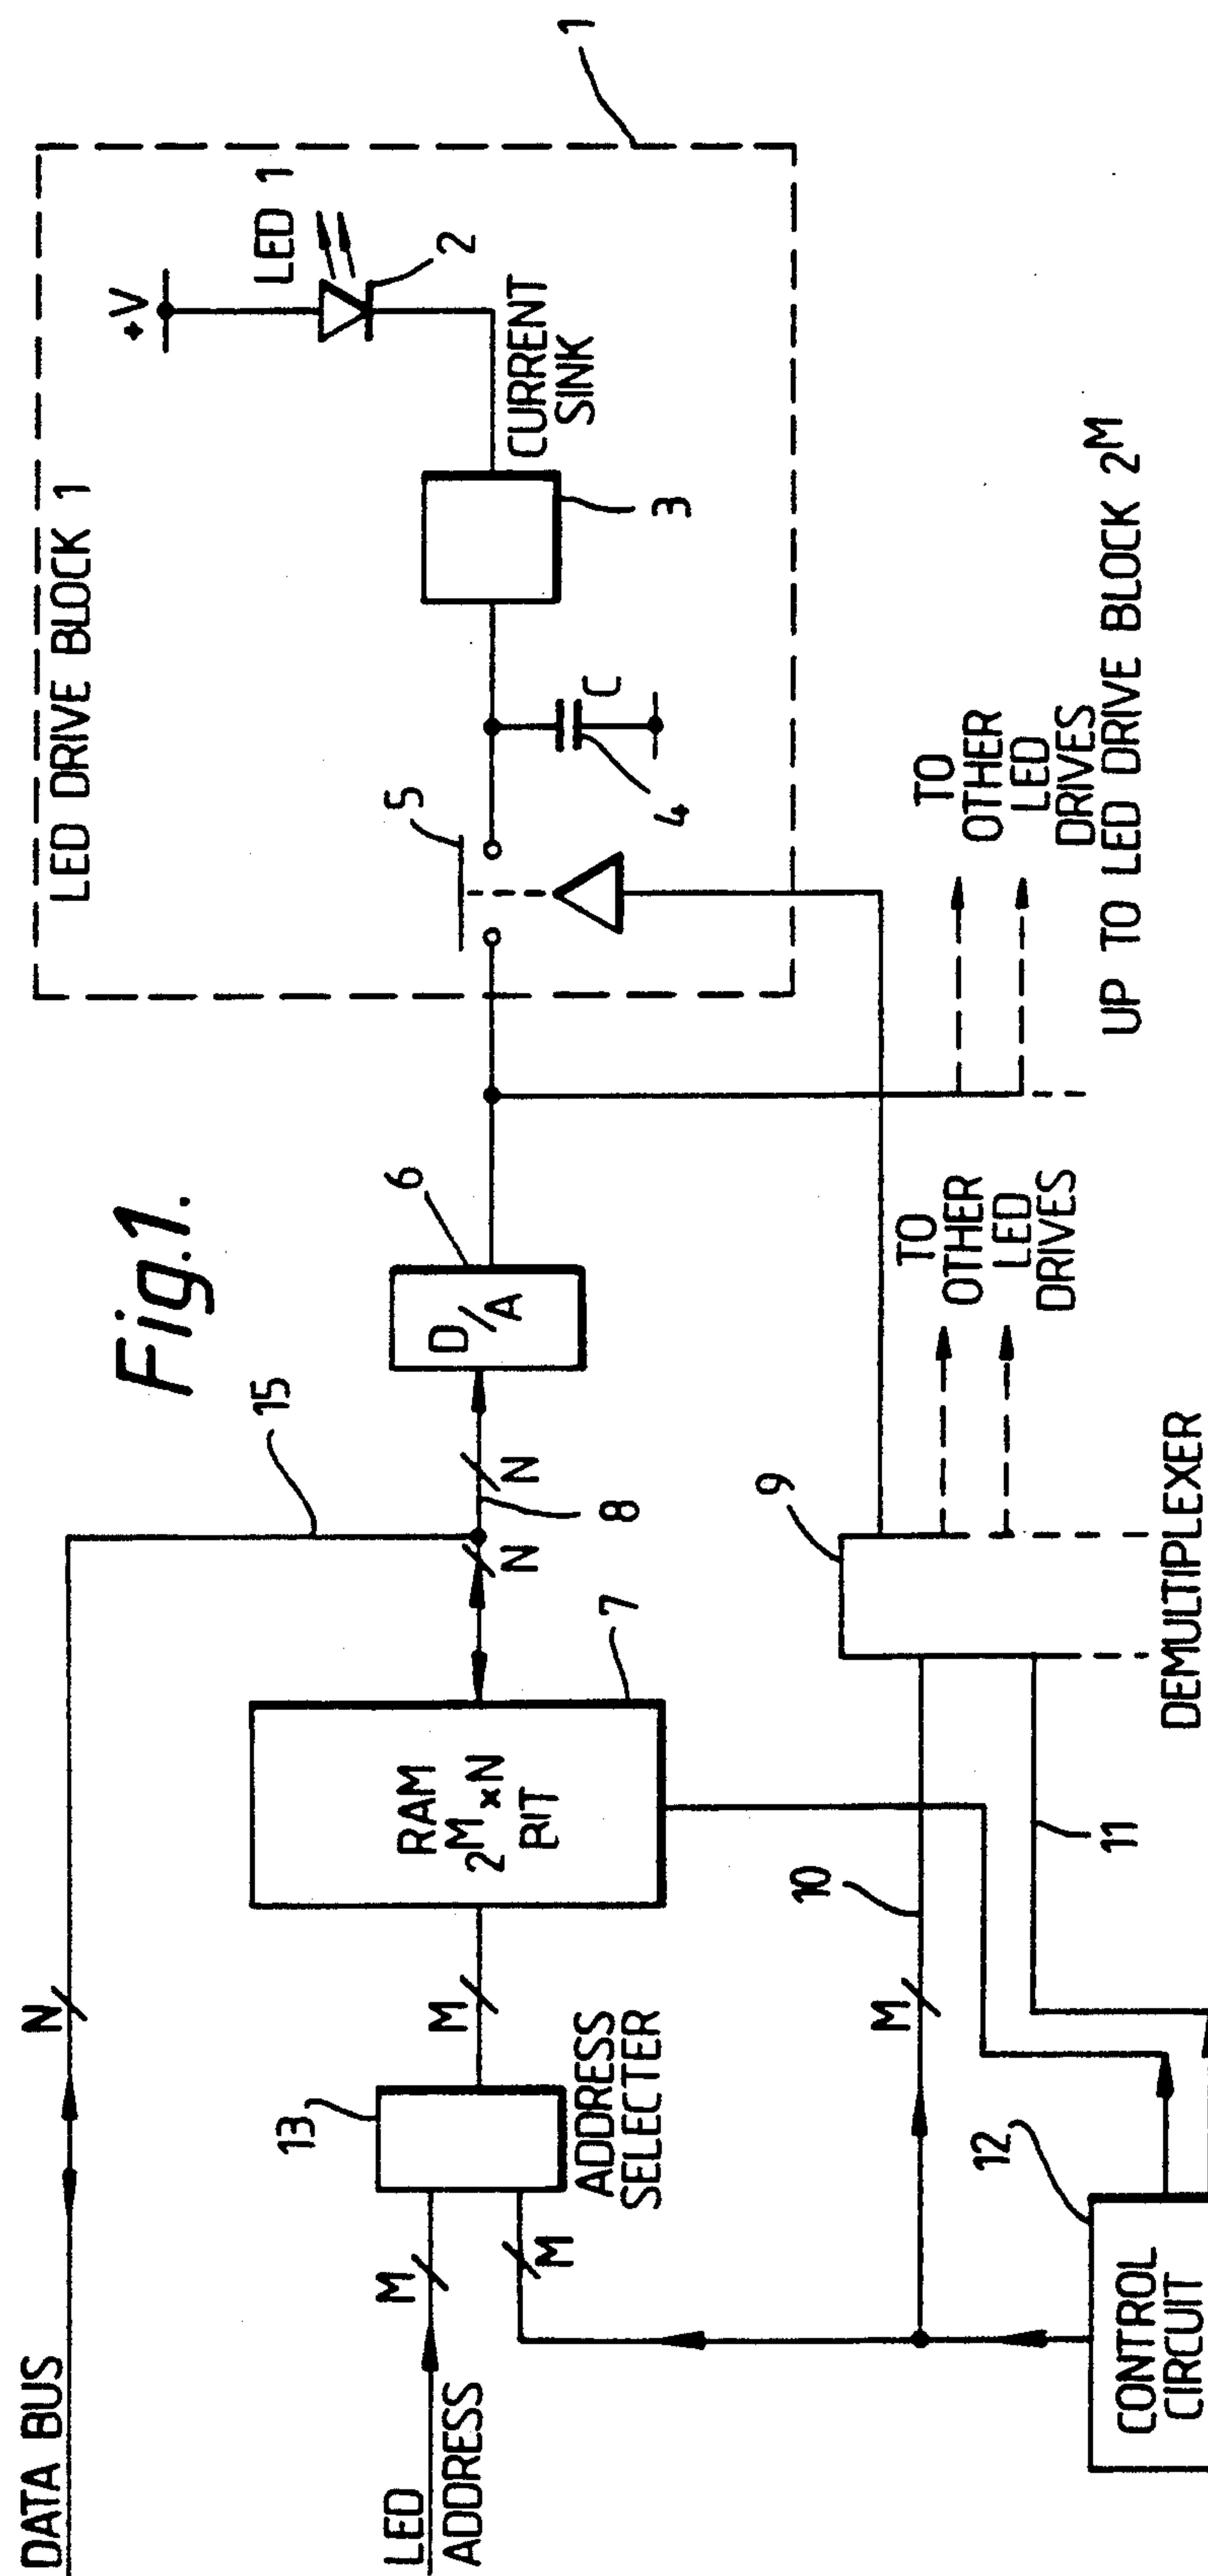 Fig.1.
DATA BUS
N
15
LED
ADDRESS
M
M
13
ADDRESS
SELECTER
M
RAM
2^M×N
BIT
7
N
8
N
D/A
6
LED DRIVE BLOCK 1
1
5
4
C
3
CURRENT
SINK
+V
LED 1
2
CONTROL
CIRCUIT
12
M
10
11
9
DEMULTIPLEXER
TO
OTHER
LED
DRIVES
TO
OTHER
LED
DRIVES
UP TO LED DRIVE BLOCK 2^M